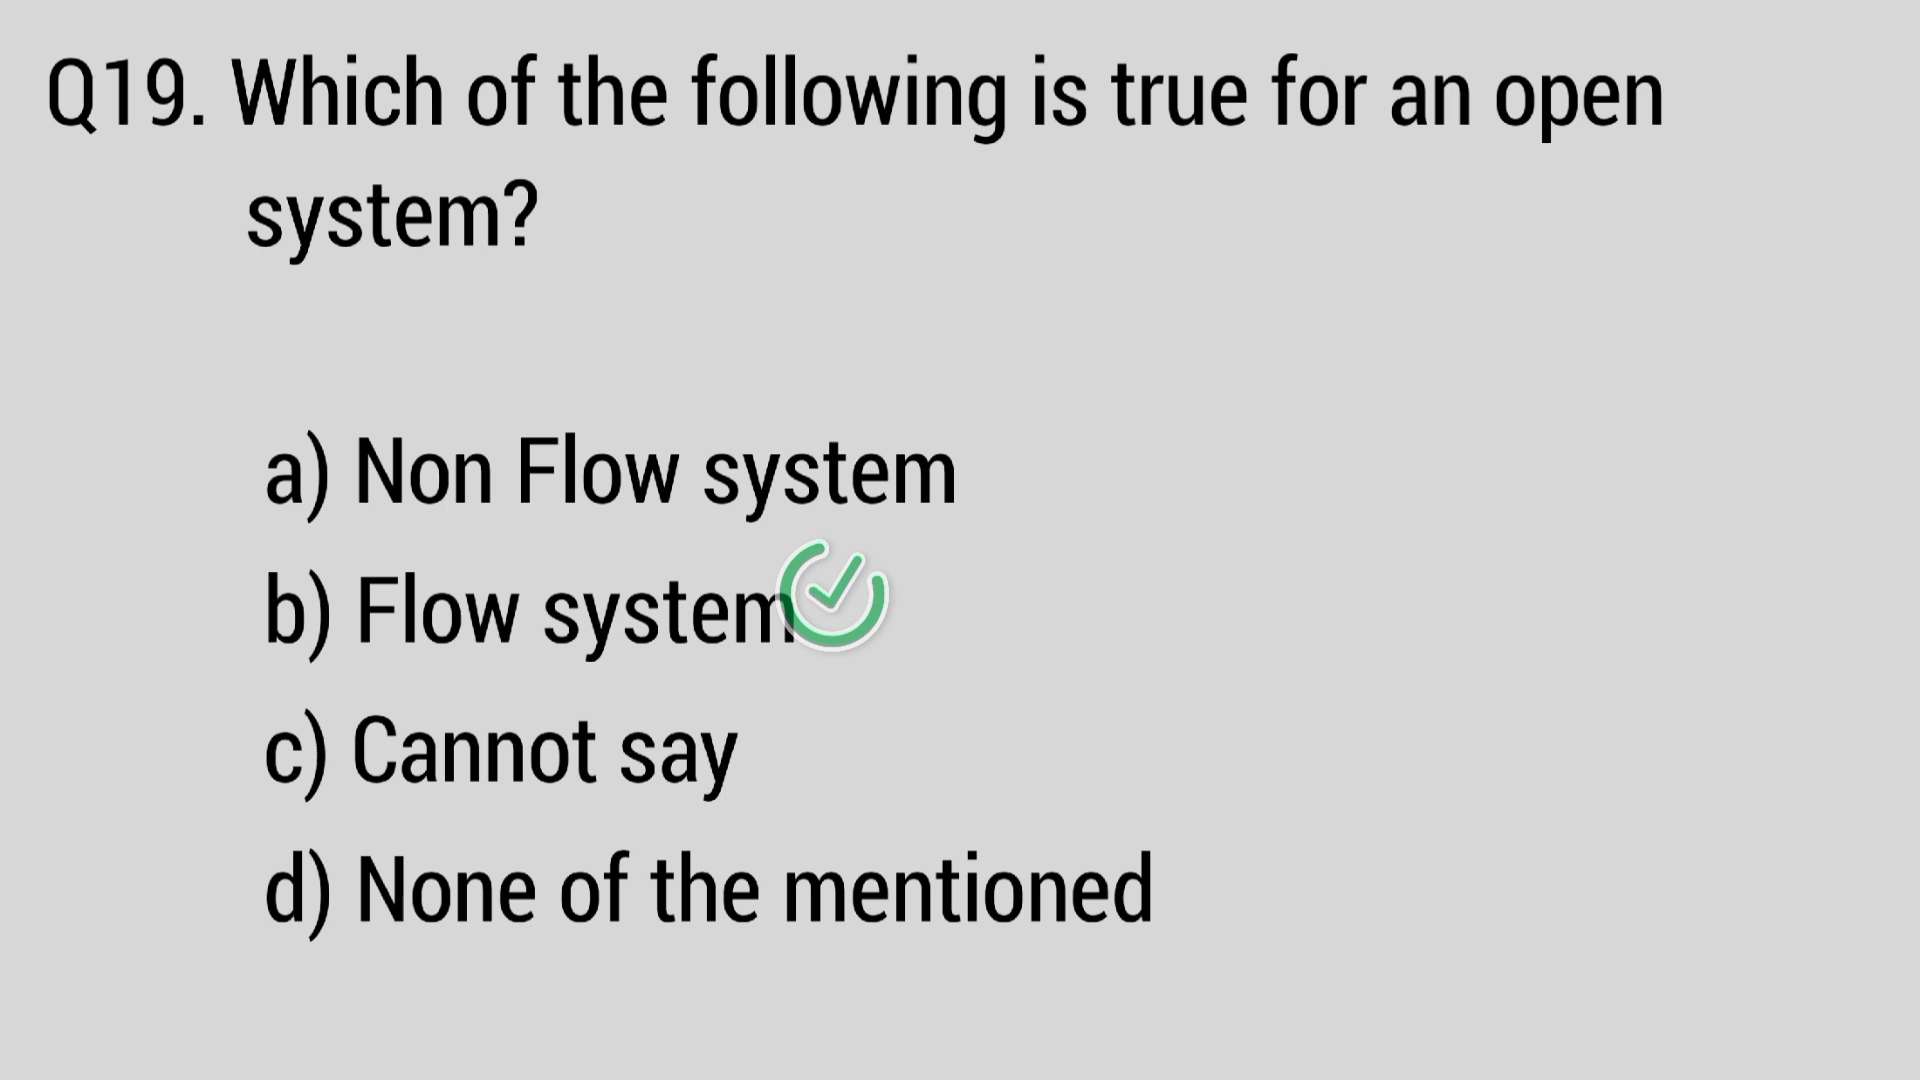 Q19. Which of the following is true for an open
system?
a) Non Flow system
b) Flow system
c) Cannot say
d) None of the mentioned